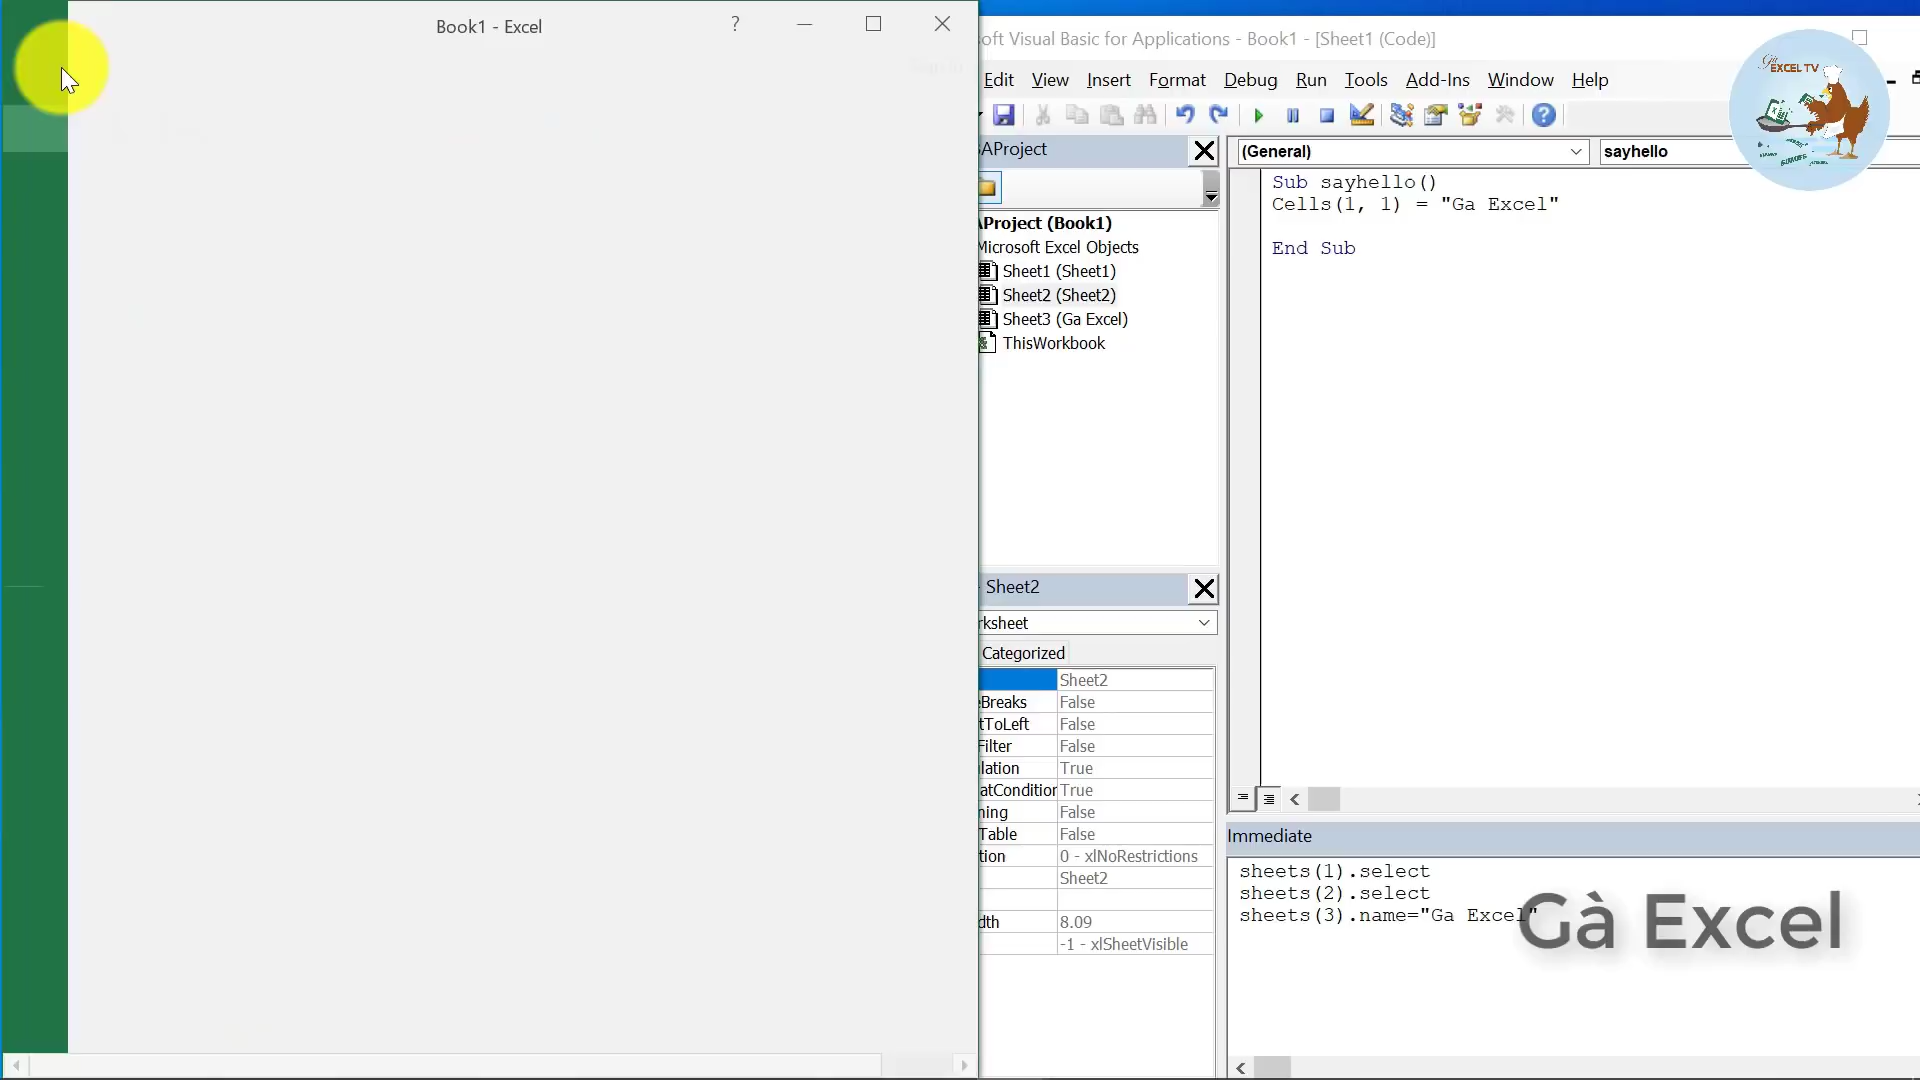 Book1 - Excel
?
oft Visual Basic for Applications - Book1 - [Sheet1 (Code)]
Edit View Insert Format Debug Run Tools Add-Ins Window Help
Gà
EXCEL TV
AProject
(General)
sayhello
Sub sayhello()
Cells(1, 1) = "Ga Excel"
End Sub
AProject (Book1)
Microsoft Excel Objects
Sheet1 (Sheet1)
Sheet2 (Sheet2)
Sheet3 (Ga Excel)
ThisWorkbook
- Sheet2
rksheet
Categorized
Sheet2
eBreaks False
tToLeft False
Filter False
lation True
atCondition True
ning False
Table False
tion 0 - xlNoRestrictions
Sheet2
dth 8.09
-1 - xlSheetVisible
Immediate
sheets(1).select
sheets(2).select
sheets(3).name="Ga Excel"
Gà Excel